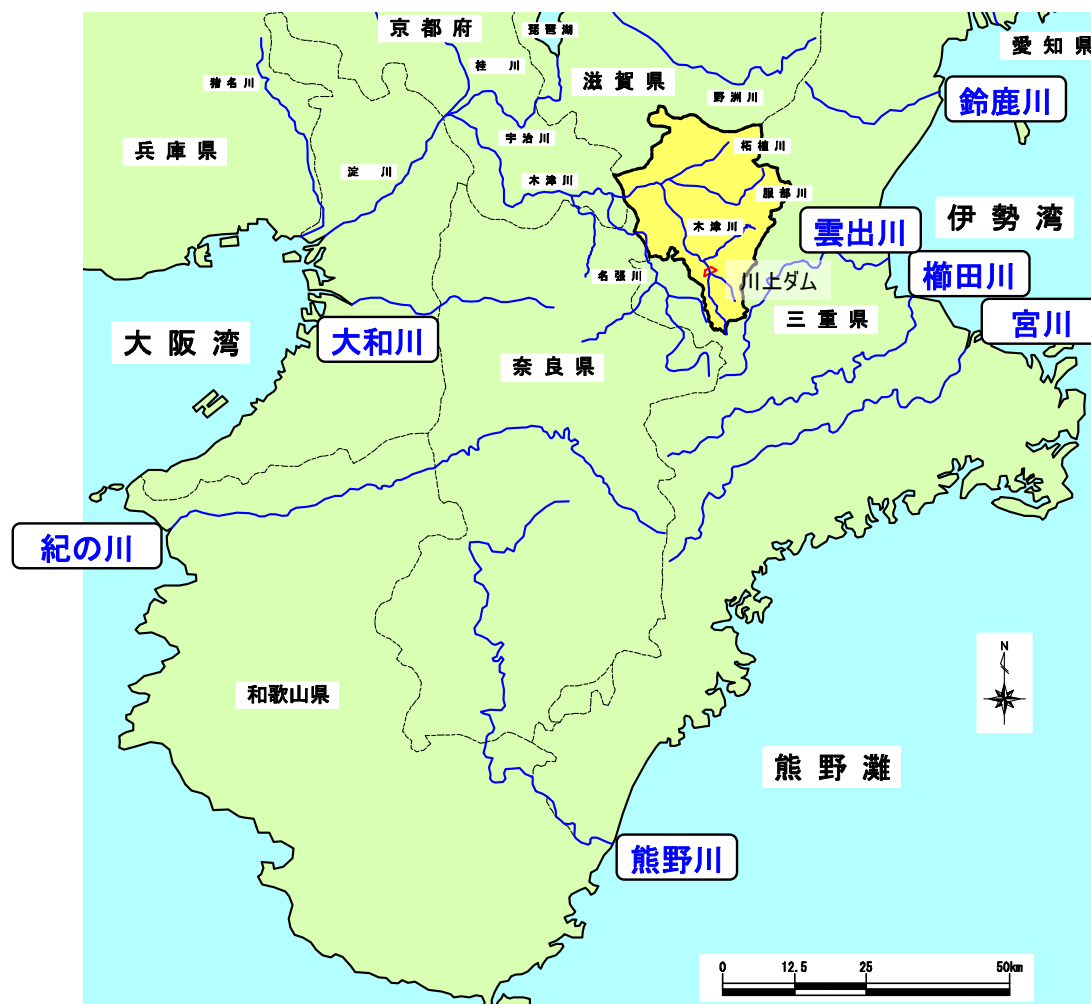 京都府
琵琶湖
愛知県
桂川
滋賀県
猪名川
野洲川
鈴鹿川
兵庫県
宇治川
柘植川
淀川
木津川
服部川
伊勢湾
木津川
雲出川
名張川
川上ダム
櫛田川
三重県
宮川
大阪湾
大和川
奈良県
紀の川
N
和歌山県
熊野灘
熊野川
0 12.5 25 50km